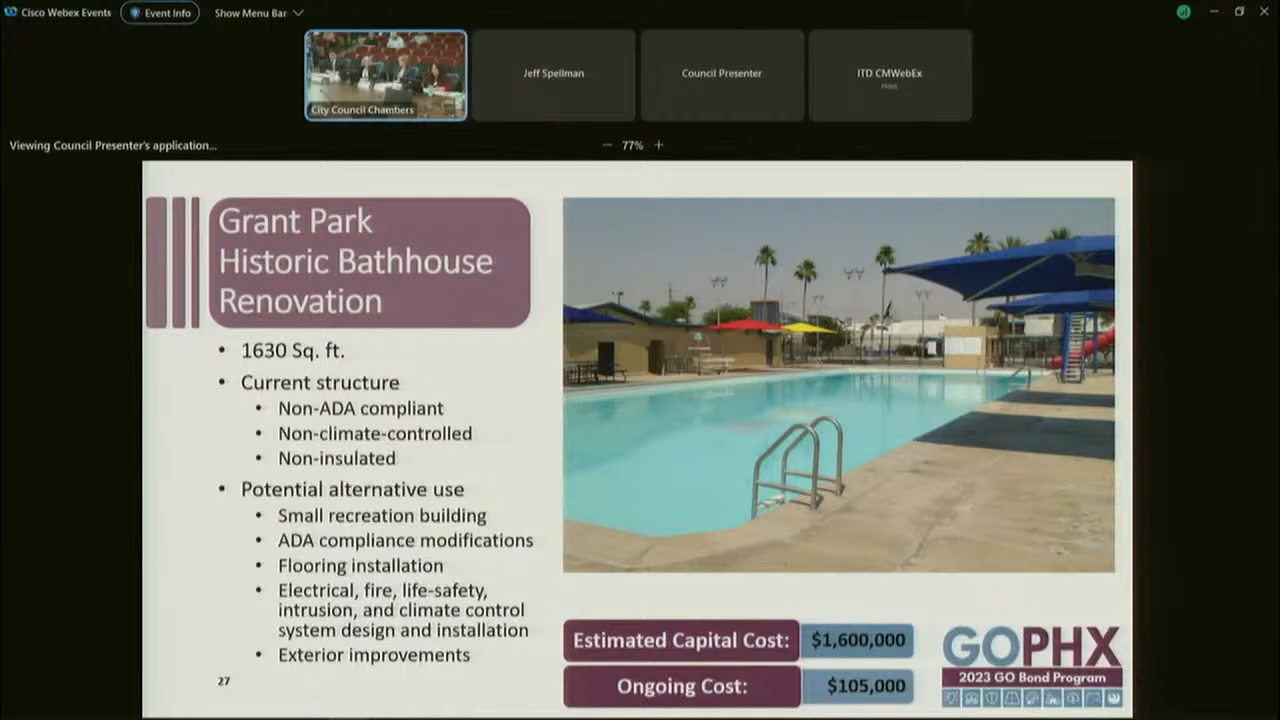 Cisco Webex Events
Event Info
Show Menu Bar
City Council Chambers
Jeff Spellman
Council Presenter
ITD CMWebEx
Host
Viewing Council Presenter's application...
77%
Grant Park
Historic Bathhouse
Renovation
• 1630 Sq. ft.
• Current structure
• Non-ADA compliant
• Non-climate-controlled
• Non-insulated
• Potential alternative use
• Small recreation building
• ADA compliance modifications
• Flooring installation
• Electrical, fire, life-safety,
intrusion, and climate control
system design and installation
• Exterior improvements
27
Estimated Capital Cost: $1,600,000
Ongoing Cost: $105,000
GOPHX
2023 GO Bond Program